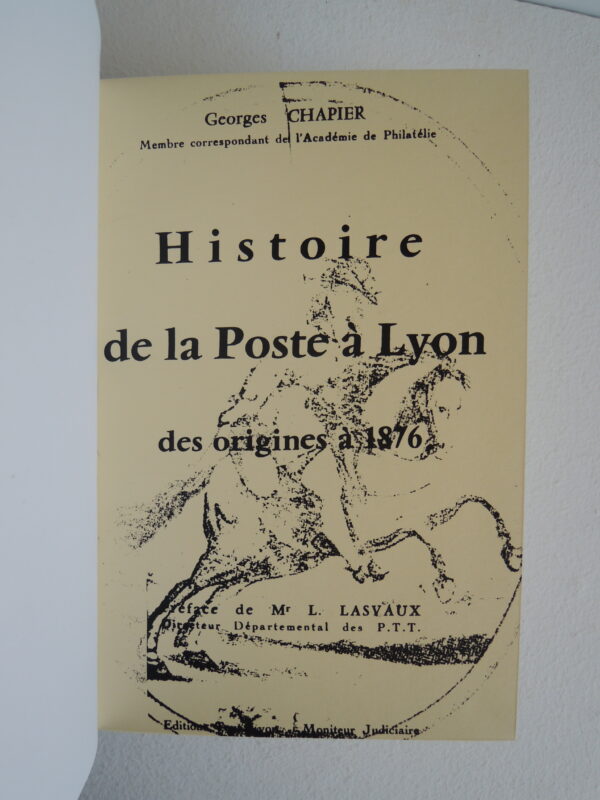 Georges CHAPIER
Membre correspondant de l'Académie de Philatélie
Histoire
de la Poste à Lyon
des origines à 1876
Préface de Mr L. LASVAUX
Directeur Départemental des P.T.T.
Editions Moniteur Judiciaire